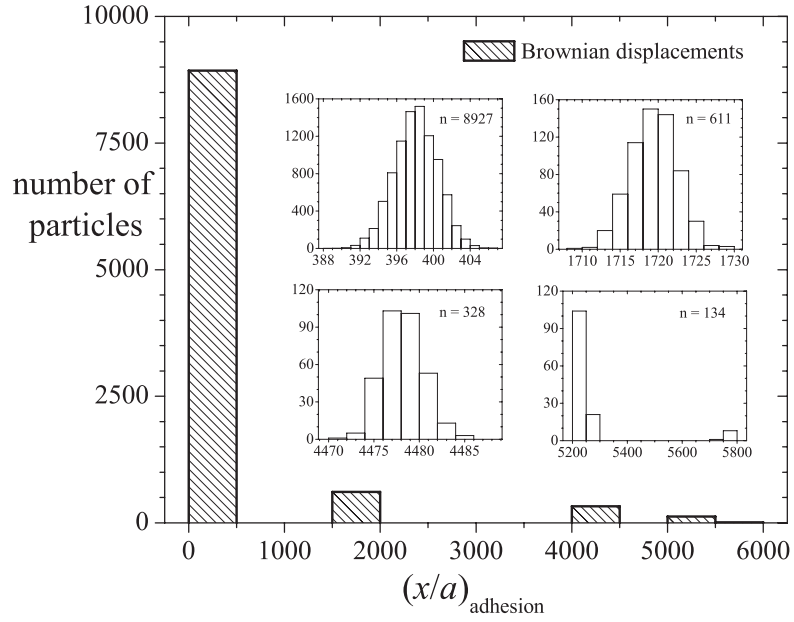 10000
7500
5000
2500
0
number of
particles
Brownian displacements
1600
1200
800
400
0
n = 8927
388 392 396 400 404
160
120
80
40
0
n = 611
1710 1715 1720 1725 1730
120
90
60
30
0
n = 328
4470 4475 4480 4485
120
90
60
30
0
n = 134
5200 5400 5600 5800
0 1000 2000 3000 4000 5000 6000
(x/a)adhesion